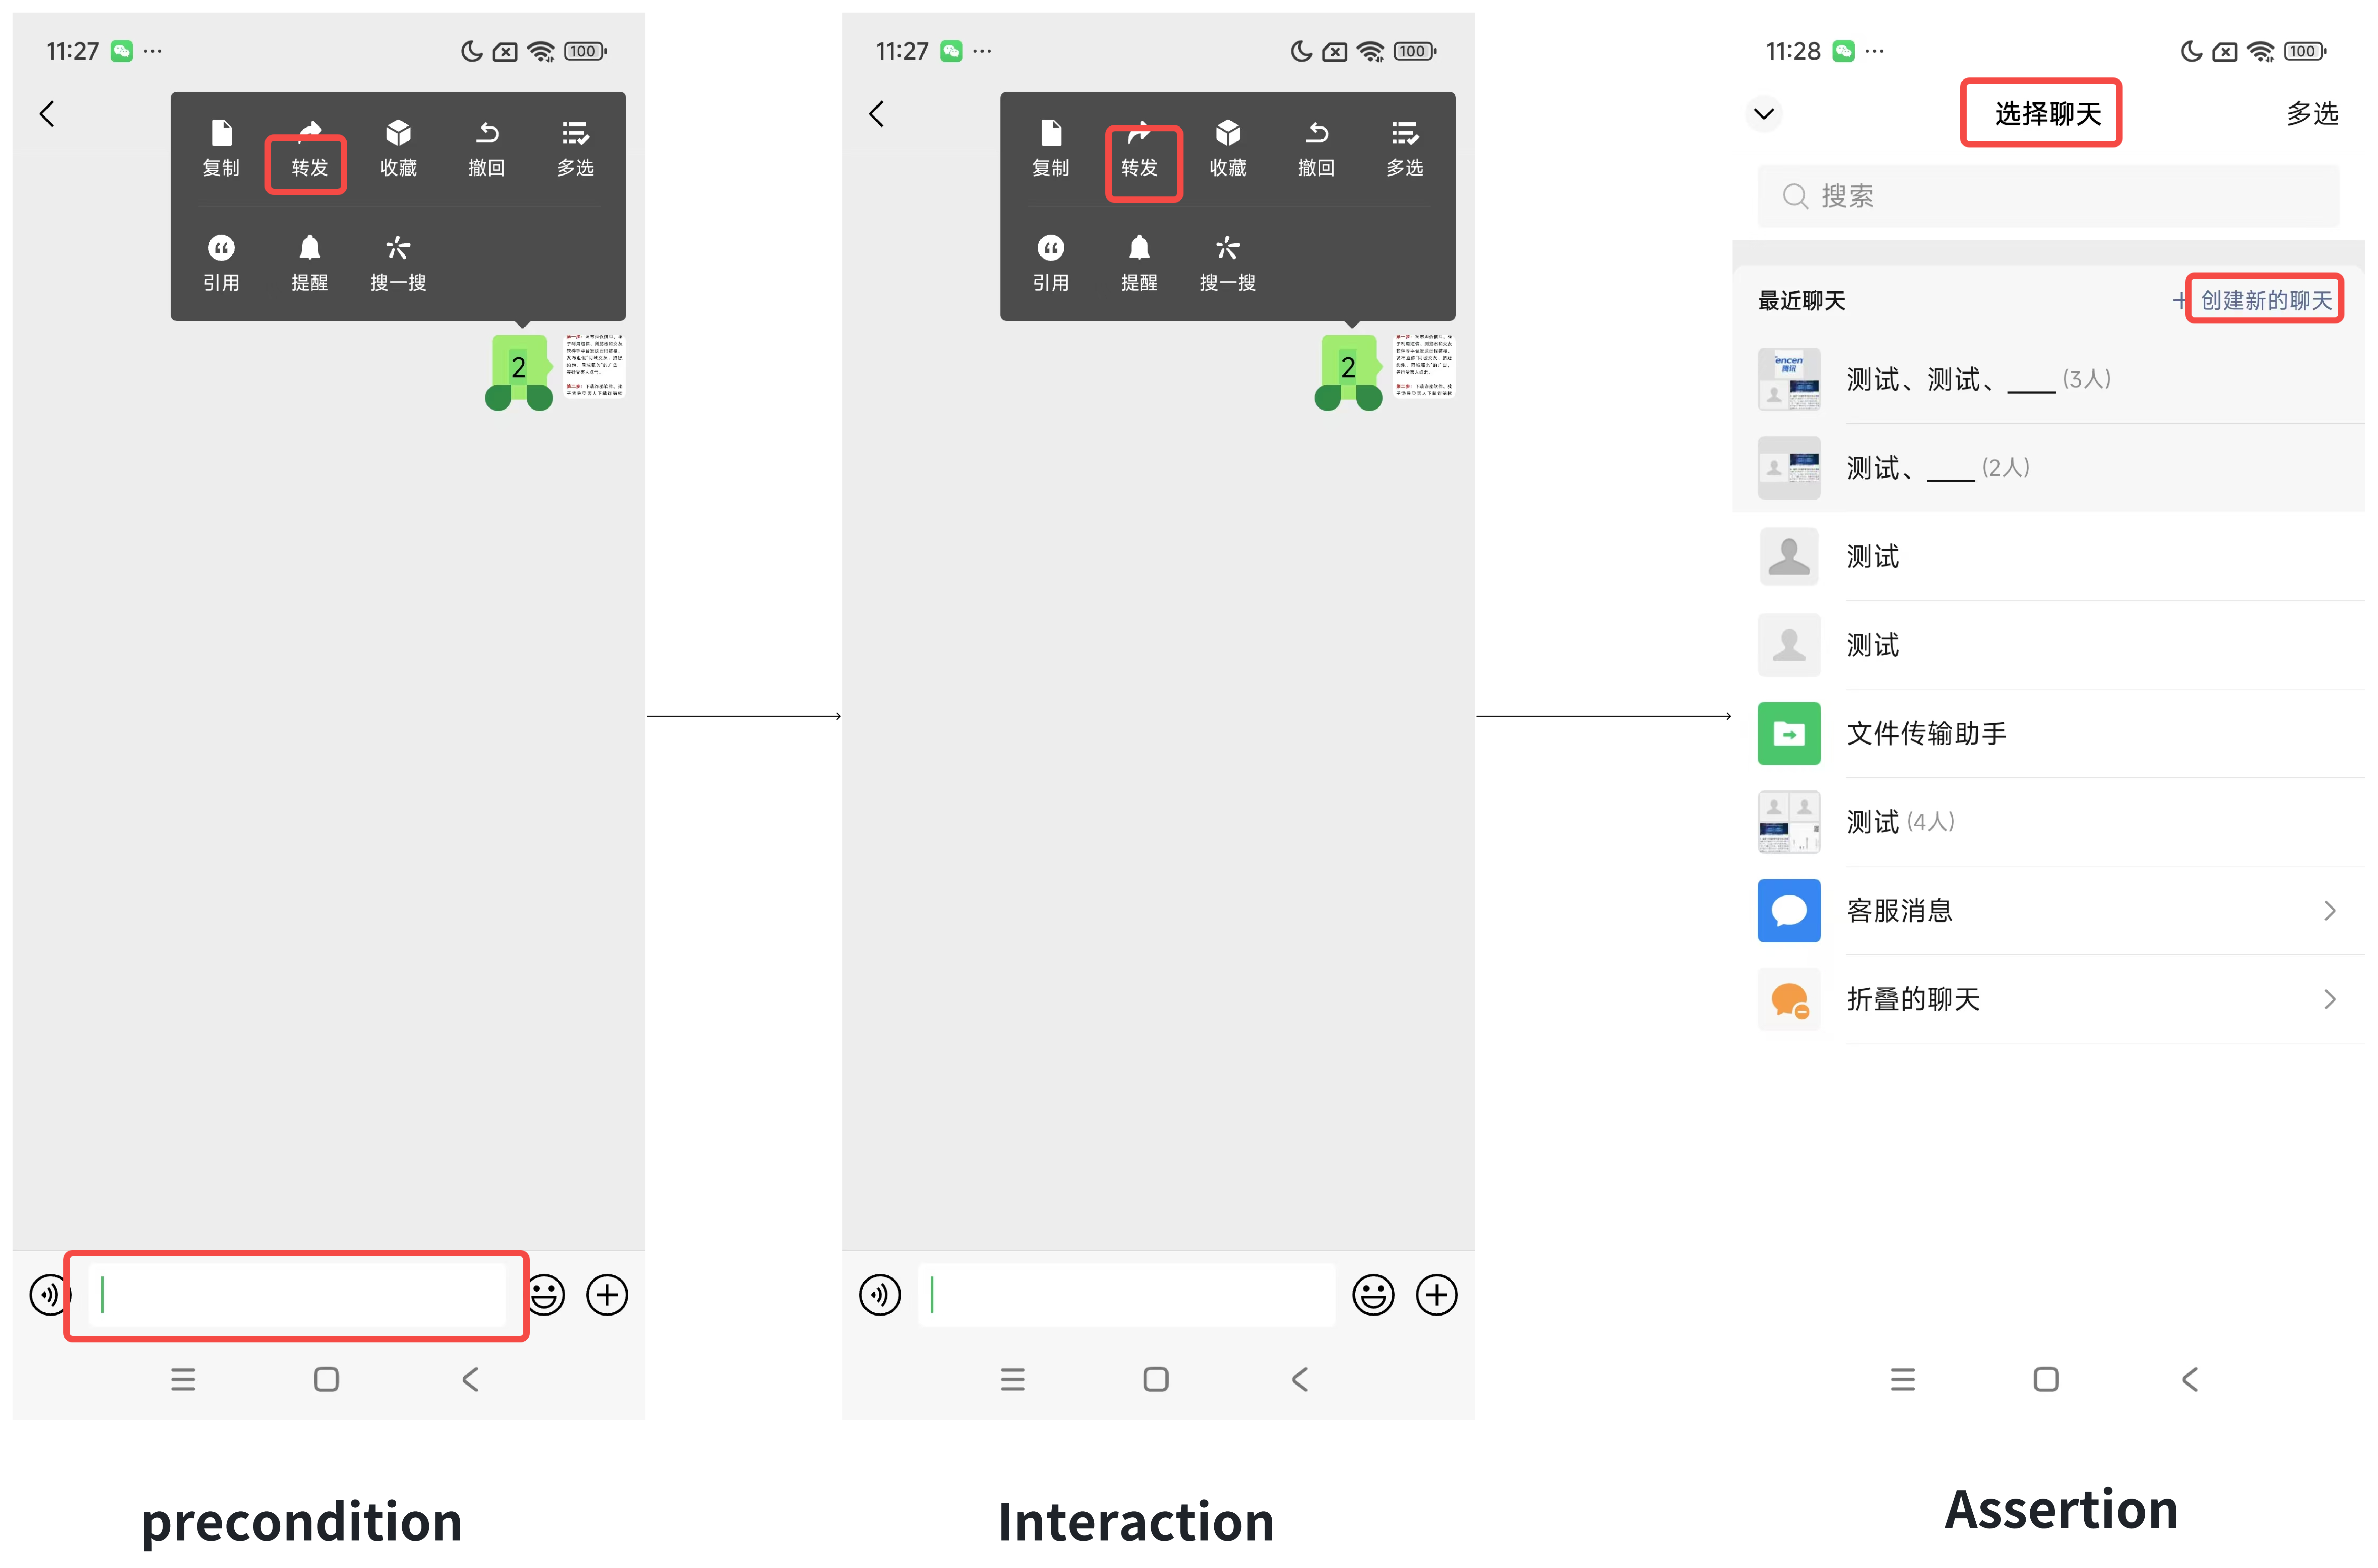 11:27 ···
100
复制 转发 收藏 撤回 多选
引用 提醒 搜一搜
2
precondition
11:27 ···
100
复制 转发 收藏 撤回 多选
引用 提醒 搜一搜
2
Interaction
11:28 ···
100
选择聊天
多选
搜索
最近聊天
+ 创建新的聊天
Tencent
腾讯
测试、测试、____ (3人)
测试、____ (2人)
测试
测试
文件传输助手
测试 (4人)
客服消息
折叠的聊天
Assertion